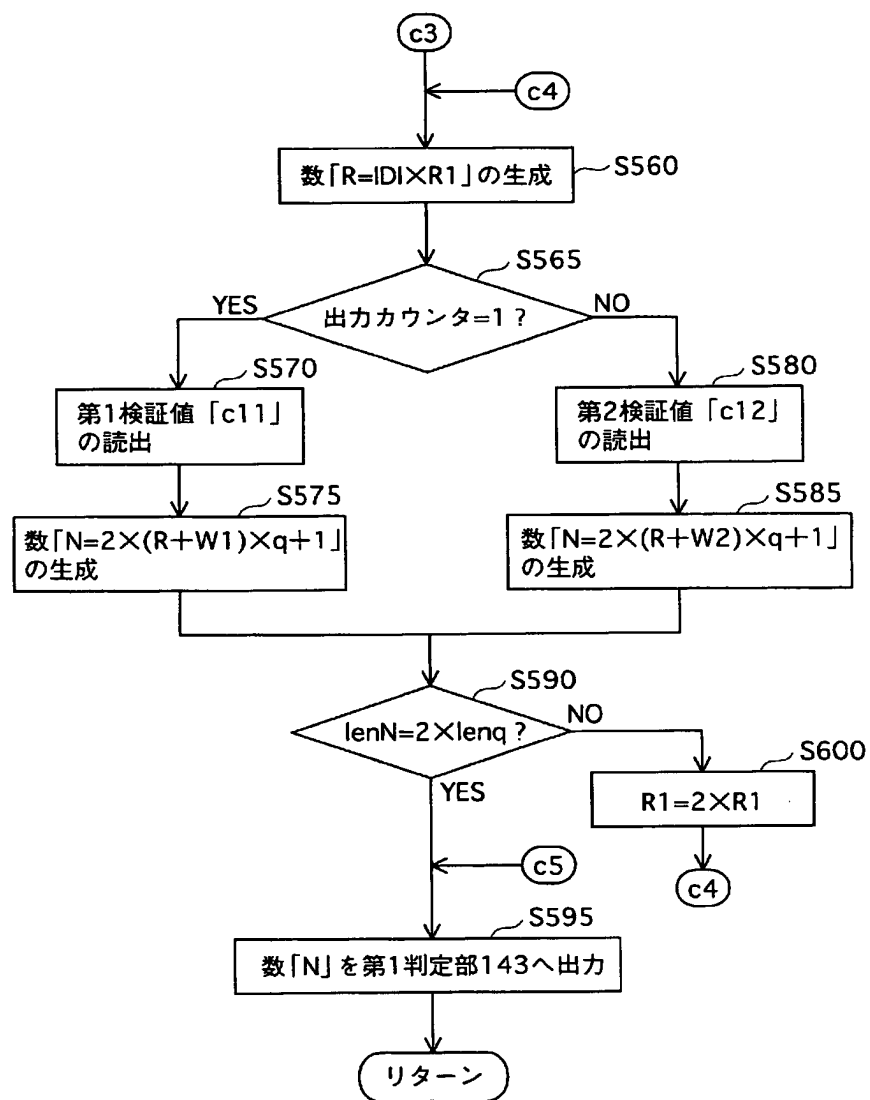 c3
c4
数「R=IDI×R1」の生成
S560
S565
出力カウンタ=1?
YES
NO
S570
第1検証値「c11」
の読出
S580
第2検証値「c12」
の読出
S575
数「N=2×(R+W1)×q+1」
の生成
S585
数「N=2×(R+W2)×q+1」
の生成
S590
lenN=2×lenq?
NO
YES
S600
R1=2×R1
c4
c5
S595
数「N」を第1判定部143へ出力
リターン